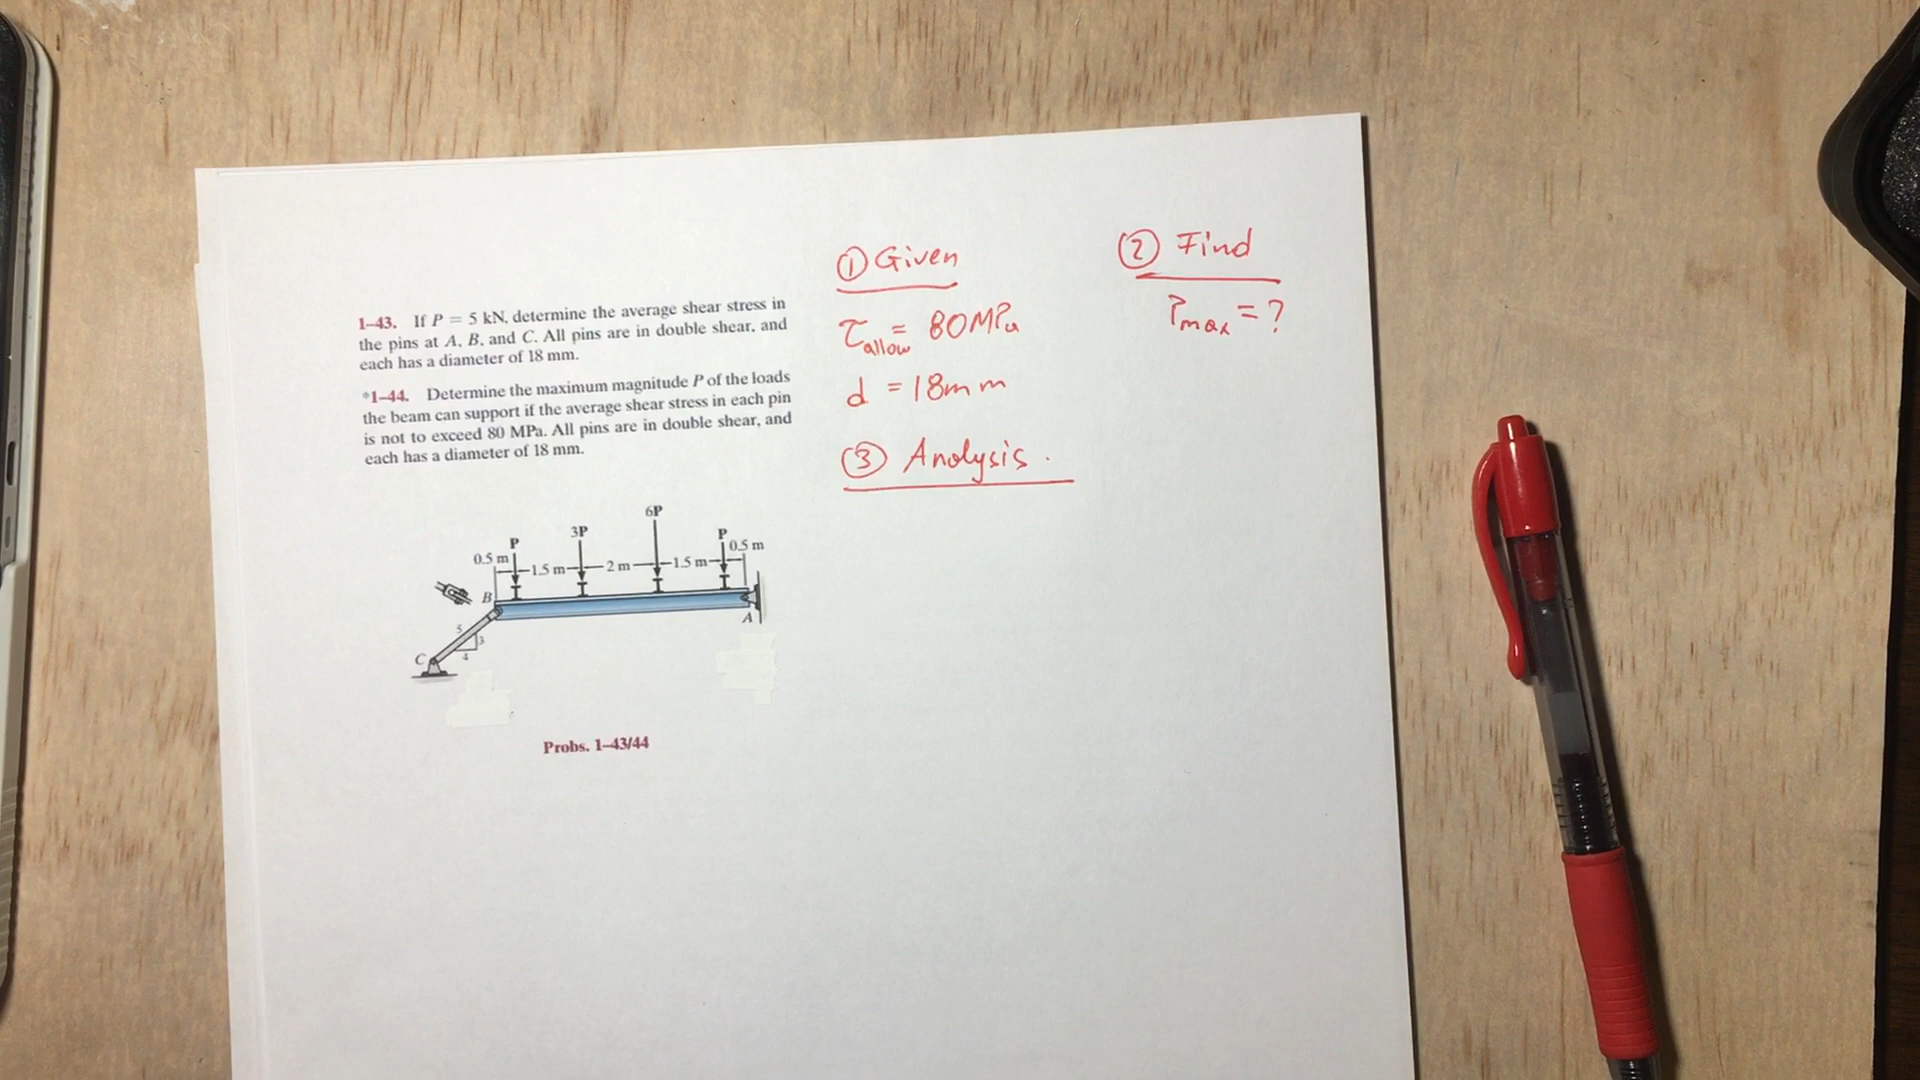 1–43. If P = 5 kN, determine the average shear stress in
the pins at A, B, and C. All pins are in double shear, and
each has a diameter of 18 mm.
*1–44. Determine the maximum magnitude P of the loads
the beam can support if the average shear stress in each pin
is not to exceed 80 MPa. All pins are in double shear, and
each has a diameter of 18 mm.
6P
3P
P
P
0.5 m
1.5 m
2 m
1.5 m
0.5 m
B
A
5
3
4
C
Probs. 1–43/44
① Given
τallow = 80MPa
d = 18mm
③ Analysis.
② Find
Pmax = ?